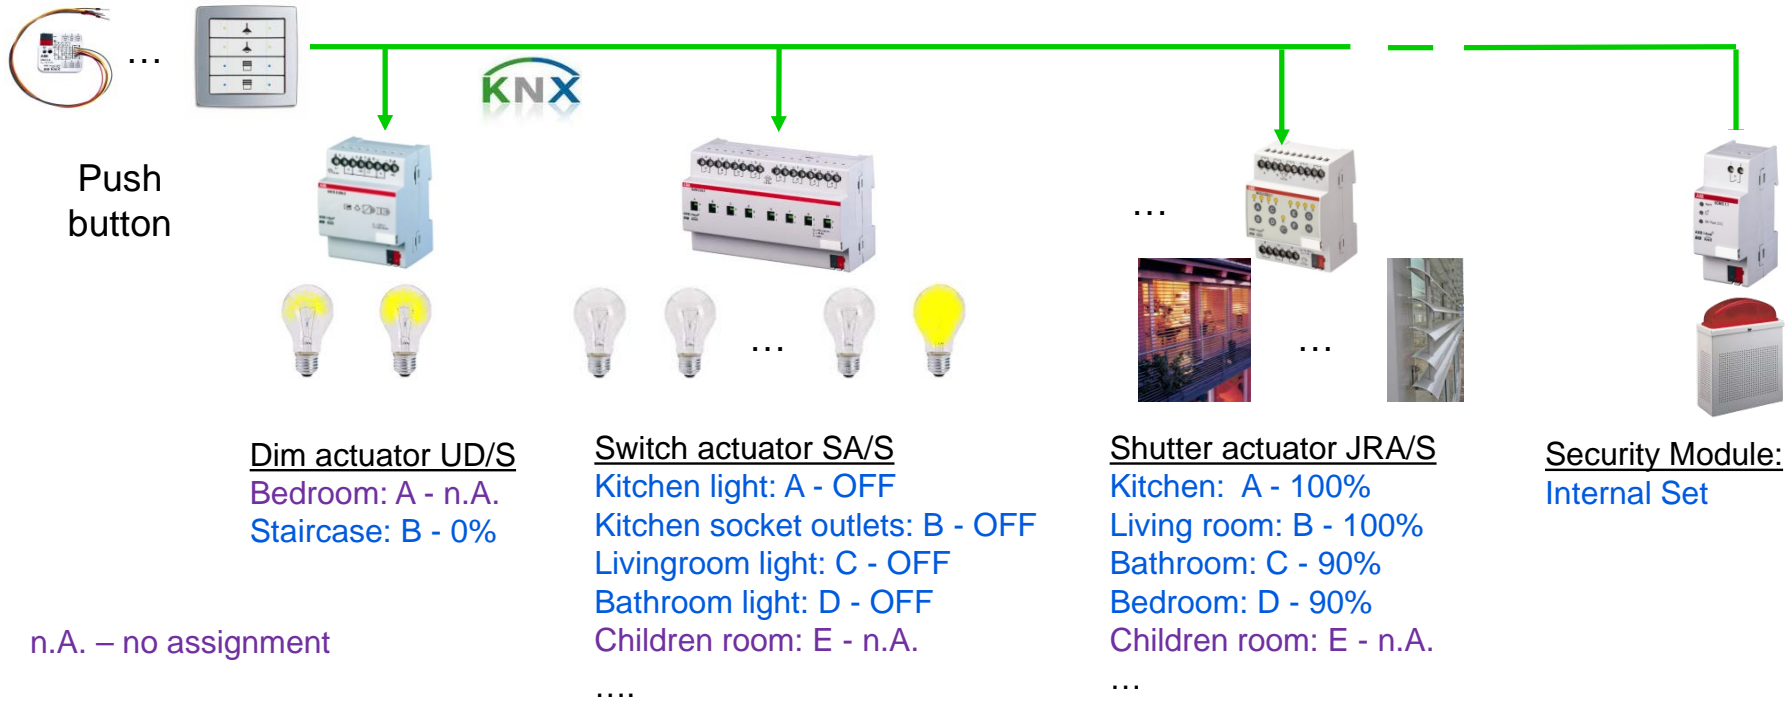 …
KNX
Push
button
…
…
…
Dim actuator UD/S
Bedroom: A - n.A.
Staircase: B - 0%
Switch actuator SA/S
Kitchen light: A - OFF
Kitchen socket outlets: B - OFF
Livingroom light: C - OFF
Bathroom light: D - OFF
Children room: E - n.A.
….
Shutter actuator JRA/S
Kitchen:  A - 100%
Living room: B - 100%
Bathroom: C - 90%
Bedroom: D - 90%
Children room: E - n.A.
…
Security Module:
Internal Set
n.A. – no assignment